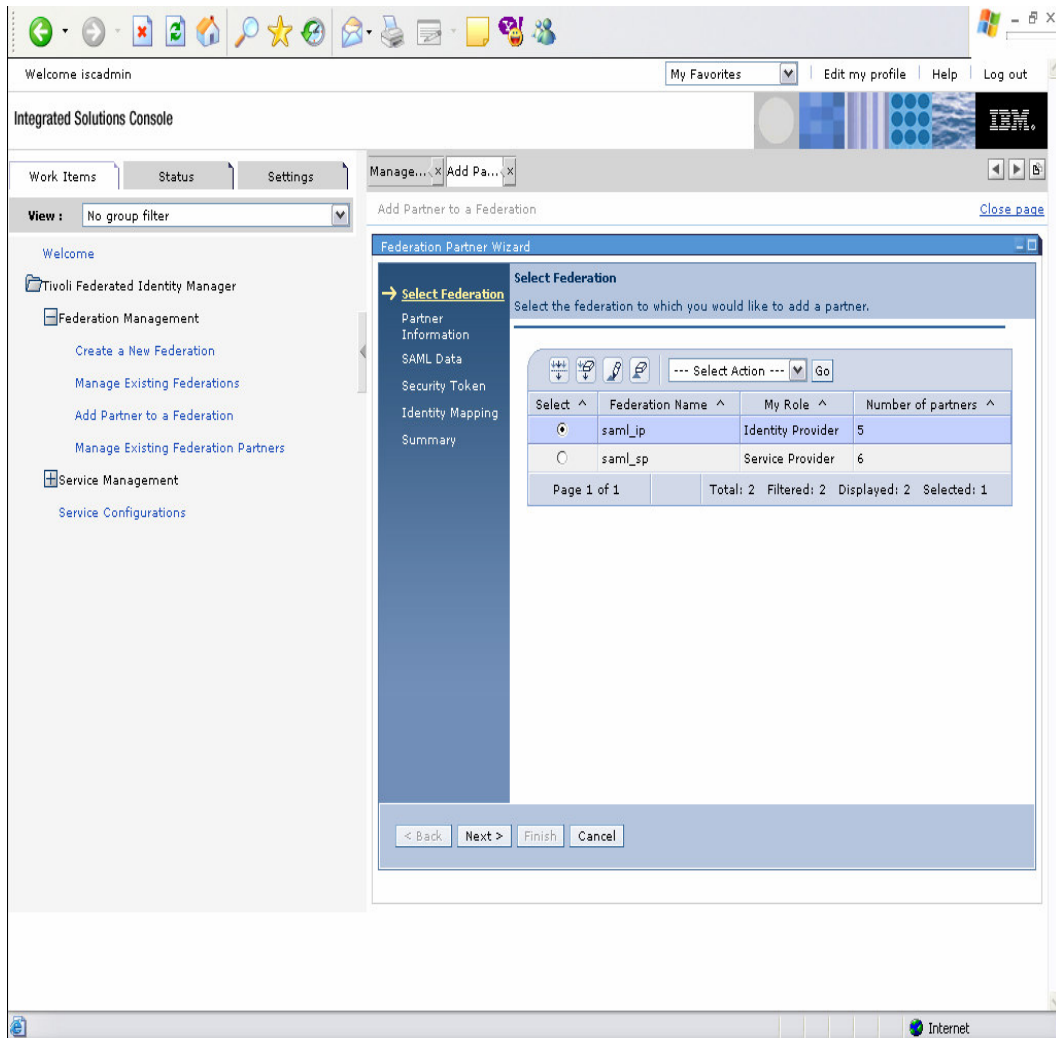 Welcome iscadmin
My Favorites
Edit my profile
Help
Log out
Integrated Solutions Console
IBM.
Work Items
Status
Settings
Manage...
Add Pa...
View :
No group filter
Add Partner to a Federation
Close page
Welcome
Tivoli Federated Identity Manager
Federation Management
Create a New Federation
Manage Existing Federations
Add Partner to a Federation
Manage Existing Federation Partners
Service Management
Service Configurations
Federation Partner Wizard
Select Federation
Partner
Information
SAML Data
Security Token
Identity Mapping
Summary
Select Federation
Select the federation to which you would like to add a partner.
--- Select Action ---
Go
Select ^ Federation Name ^ My Role ^ Number of partners ^
saml_ip Identity Provider 5
saml_sp Service Provider 6
Page 1 of 1 Total: 2 Filtered: 2 Displayed: 2 Selected: 1
< Back
Next >
Finish
Cancel
Internet